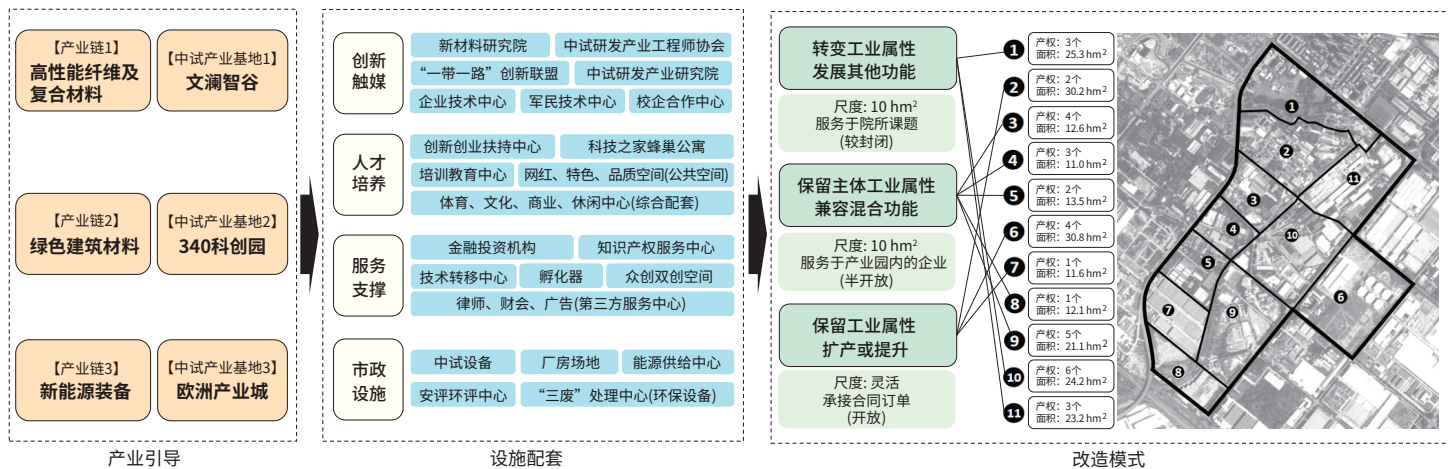 【产业链1】
高性能纤维及
复合材料
【中试产业基地1】
文澜智谷
【产业链2】
绿色建筑材料
【中试产业基地2】
340科创园
【产业链3】
新能源装备
【中试产业基地3】
欧洲产业城
产业引导
创新
触媒
新材料研究院
中试研发产业工程师协会
“一带一路”创新联盟
中试研发产业研究院
企业技术中心
军民技术中心
校企合作中心
人才
培养
创新创业扶持中心
科技之家蜂巢公寓
培训教育中心
网红、特色、品质空间(公共空间)
体育、文化、商业、休闲中心(综合配套)
服务
支撑
金融投资机构
知识产权服务中心
技术转移中心
孵化器
众创双创空间
律师、财会、广告(第三方服务中心)
市政
设施
中试设备
厂房场地
能源供给中心
安评环评中心
“三废”处理中心(环保设备)
设施配套
转变工业属性
发展其他功能
尺度: 10 hm²
服务于院所课题
(较封闭)
保留主体工业属性
兼容混合功能
尺度: 10 hm²
服务于产业园内的企业
(半开放)
保留工业属性
扩产或提升
尺度: 灵活
承接合同订单
(开放)
1
产权：3个
面积：25.3 hm²
2
产权：2个
面积：30.2 hm²
3
产权：4个
面积：12.6 hm²
4
产权：3个
面积：11.0 hm²
5
产权：2个
面积：13.5 hm²
6
产权：4个
面积：30.8 hm²
7
产权：1个
面积：11.6 hm²
8
产权：1个
面积：12.1 hm²
9
产权：5个
面积：21.1 hm²
10
产权：6个
面积：24.2 hm²
11
产权：3个
面积：23.2 hm²
1
2
11
3
4
10
5
6
7
9
8
改造模式